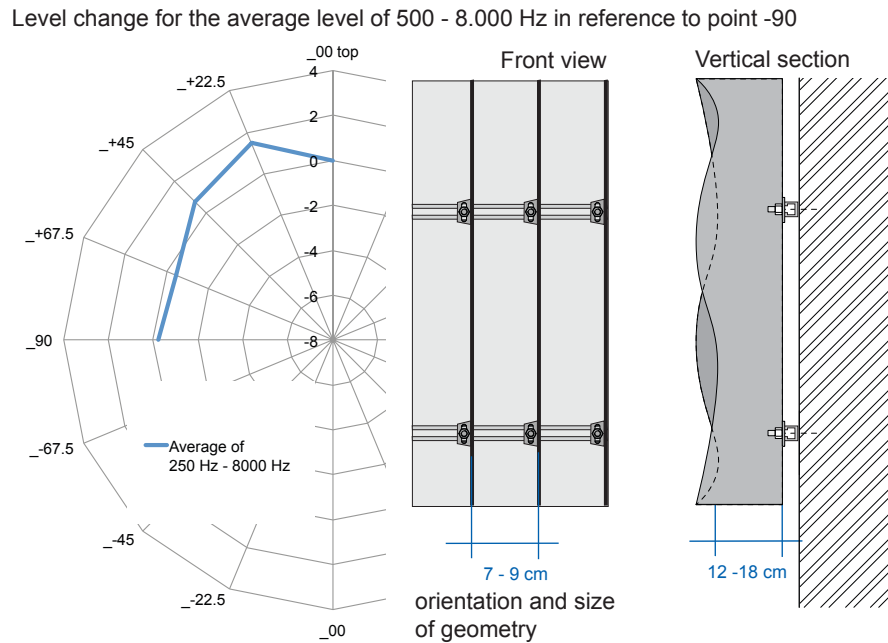 Level change for the average level of 500 - 8.000 Hz in reference to point -90
_00 top
Front view
Vertical section
4
_+22.5
2
_+45
0
_+67.5
-2
-4
-6
_90
-8
_-67.5
Average of
250 Hz - 8000 Hz
_-45
_-22.5
_00
7 - 9 cm
12 -18 cm
orientation and size
of geometry